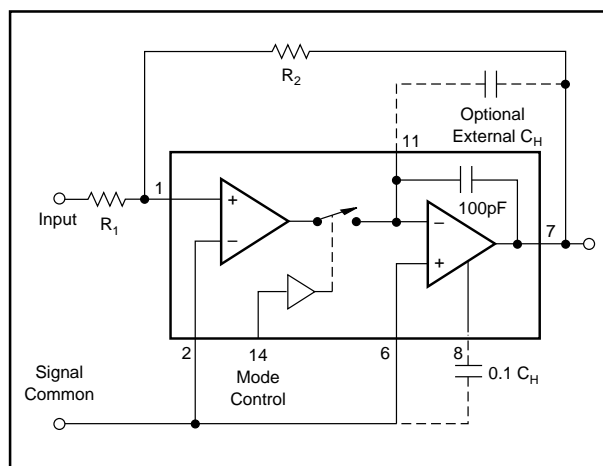 R2
Optional
External CH
11
1
+
100pF
7
Input
R1
−
−
+
2
14
6
8
0.1 CH
Signal
Common
Mode
Control